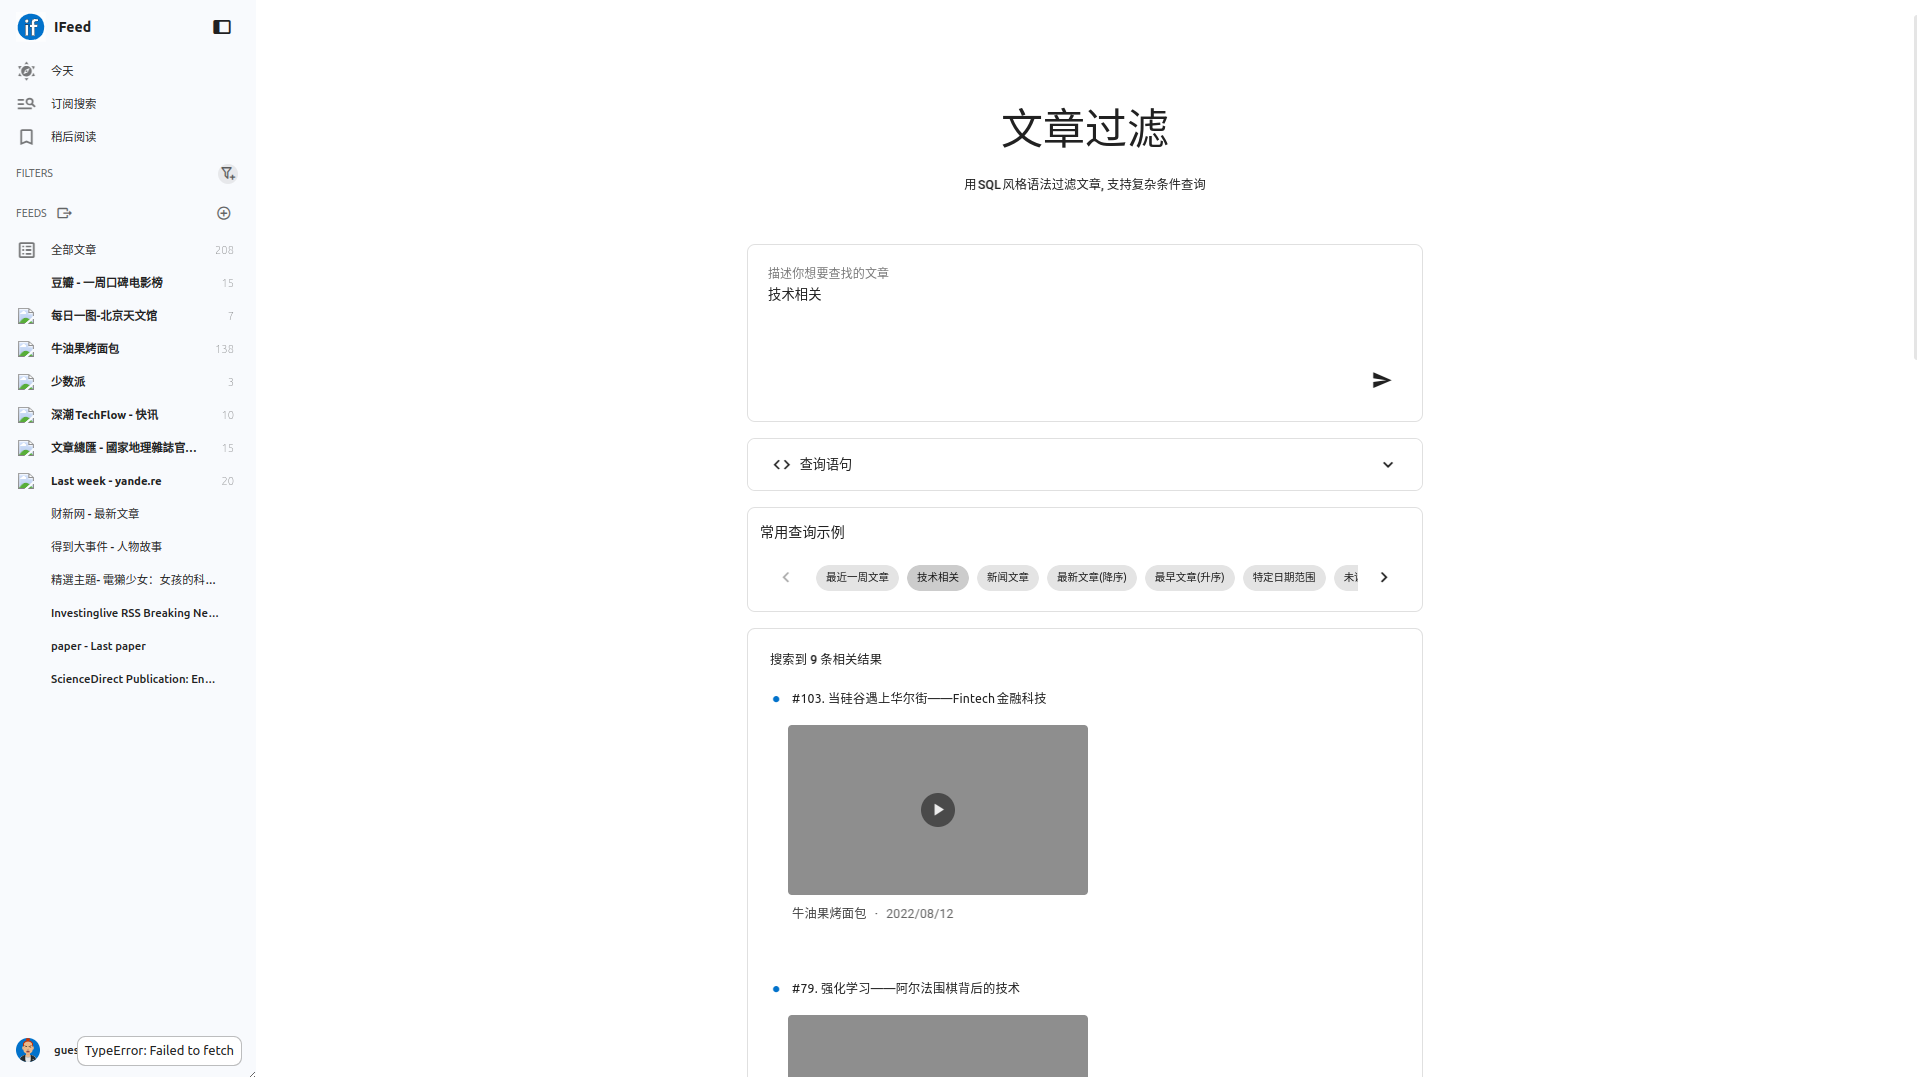 IFeed
今天
订阅搜索
稍后阅读
FILTERS
FEEDS
全部文章 208
豆瓣 - 一周口碑电影榜 15
每日一图-北京天文馆 7
牛油果烤面包 138
少数派 3
深潮TechFlow - 快讯 10
文章總匯 - 國家地理雜誌官... 15
Last week - yande.re 20
财新网 - 最新文章
得到大事件 - 人物故事
精選主題- 電獺少女：女孩的科...
Investinglive RSS Breaking Ne...
paper - Last paper
ScienceDirect Publication: En...
gues
TypeError: Failed to fetch
文章过滤
用SQL风格语法过滤文章, 支持复杂条件查询
描述你想要查找的文章
技术相关
查询语句
常用查询示例
最近一周文章 技术相关 新闻文章 最新文章(降序) 最早文章(升序) 特定日期范围 未
搜索到 9 条相关结果
#103. 当硅谷遇上华尔街——Fintech金融科技
牛油果烤面包 · 2022/08/12
#79. 强化学习——阿尔法围棋背后的技术